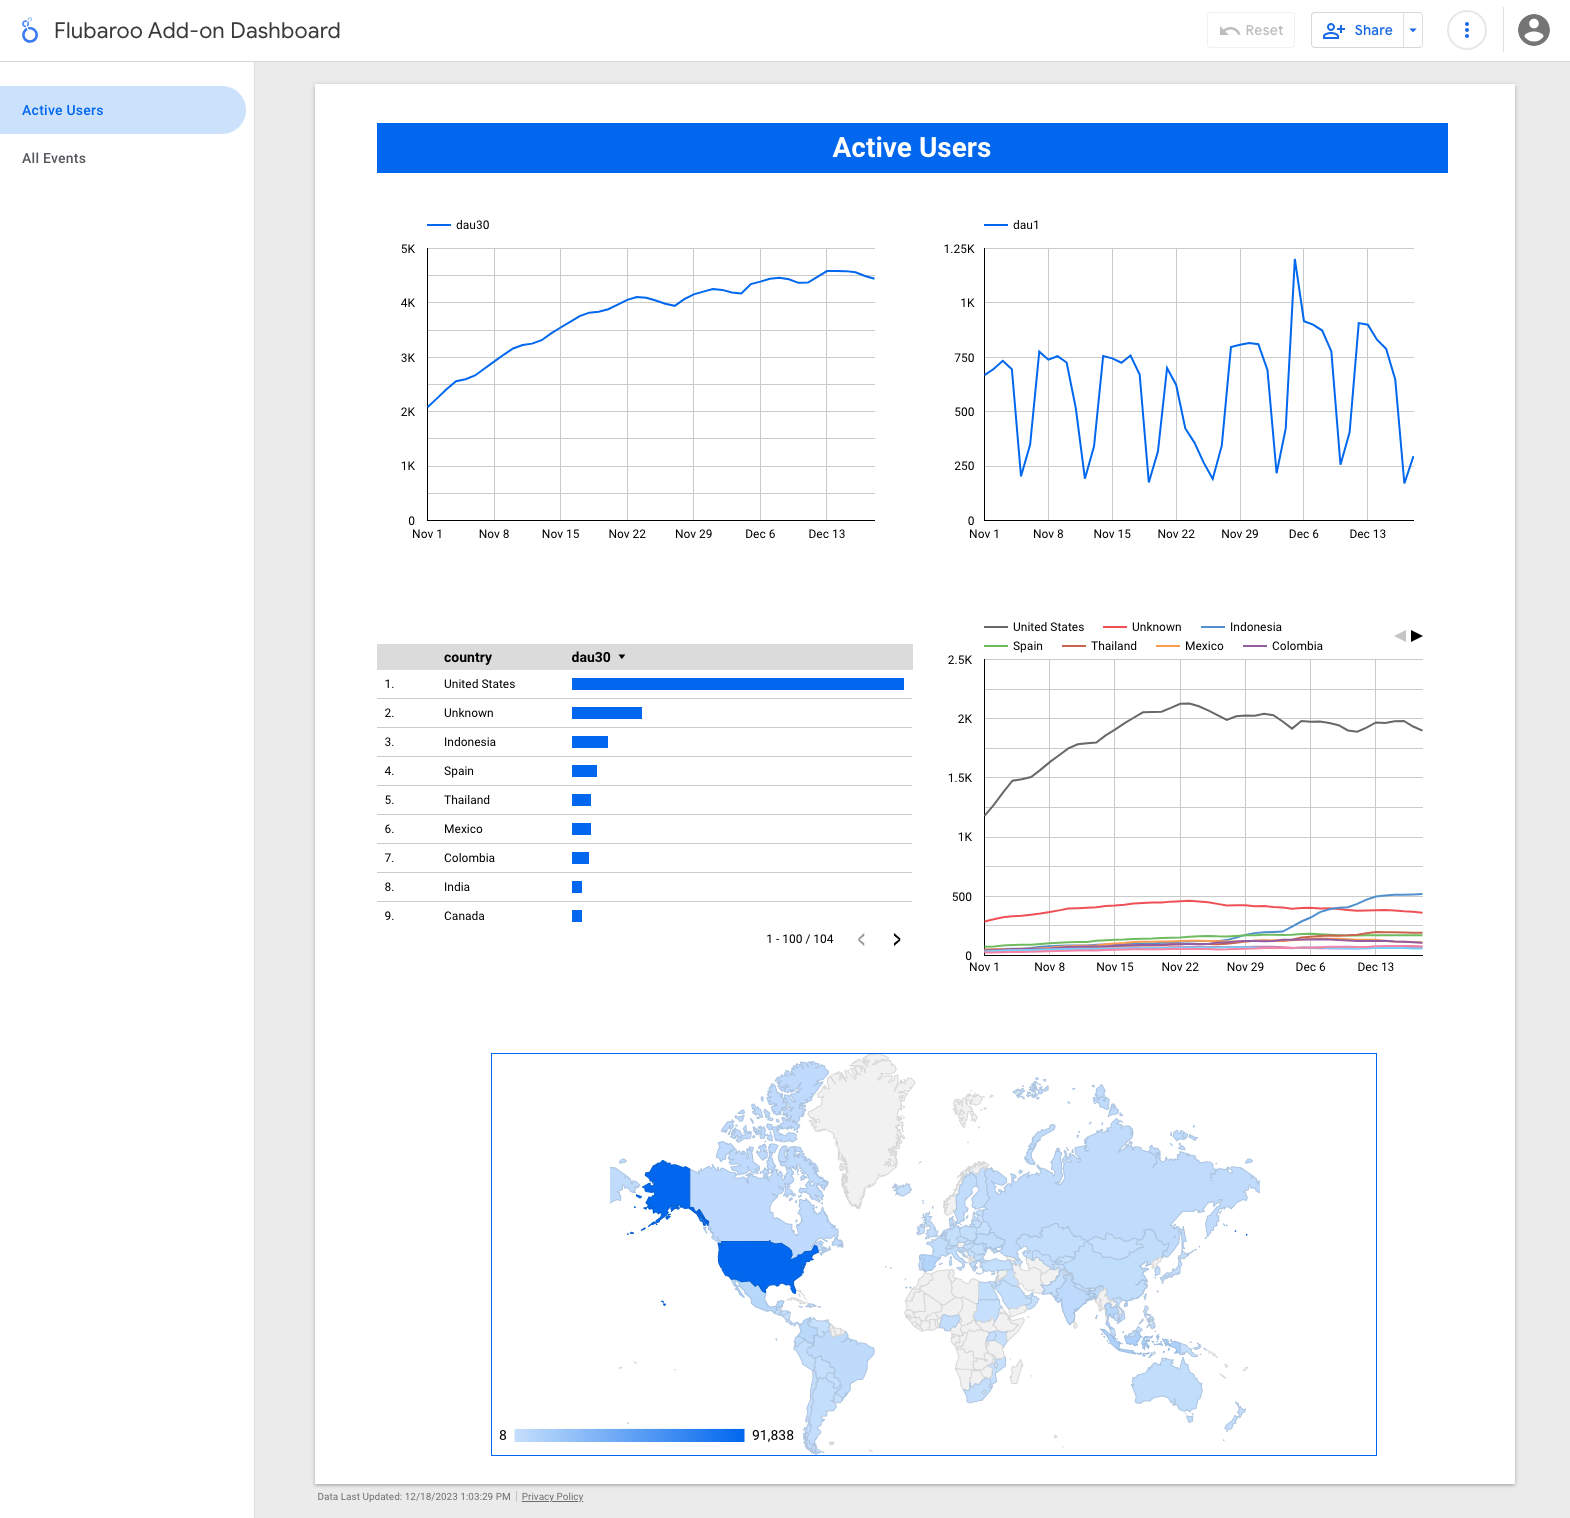 Flubaroo Add-on Dashboard
Reset
Share
Active Users
All Events
Active Users
dau30
5K
4K
3K
2K
1K
0
Nov 1 Nov 8 Nov 15 Nov 22 Nov 29 Dec 6 Dec 13
dau1
1.25K
1K
750
500
250
0
Nov 1 Nov 8 Nov 15 Nov 22 Nov 29 Dec 6 Dec 13
country dau30
1. United States
2. Unknown
3. Indonesia
4. Spain
5. Thailand
6. Mexico
7. Colombia
8. India
9. Canada
1 - 100 / 104
United States Unknown Indonesia
Spain Thailand Mexico Colombia
2.5K
2K
1.5K
1K
500
0
Nov 1 Nov 8 Nov 15 Nov 22 Nov 29 Dec 6 Dec 13
8 91,838
Data Last Updated: 12/18/2023 1:03:29 PM Privacy Policy